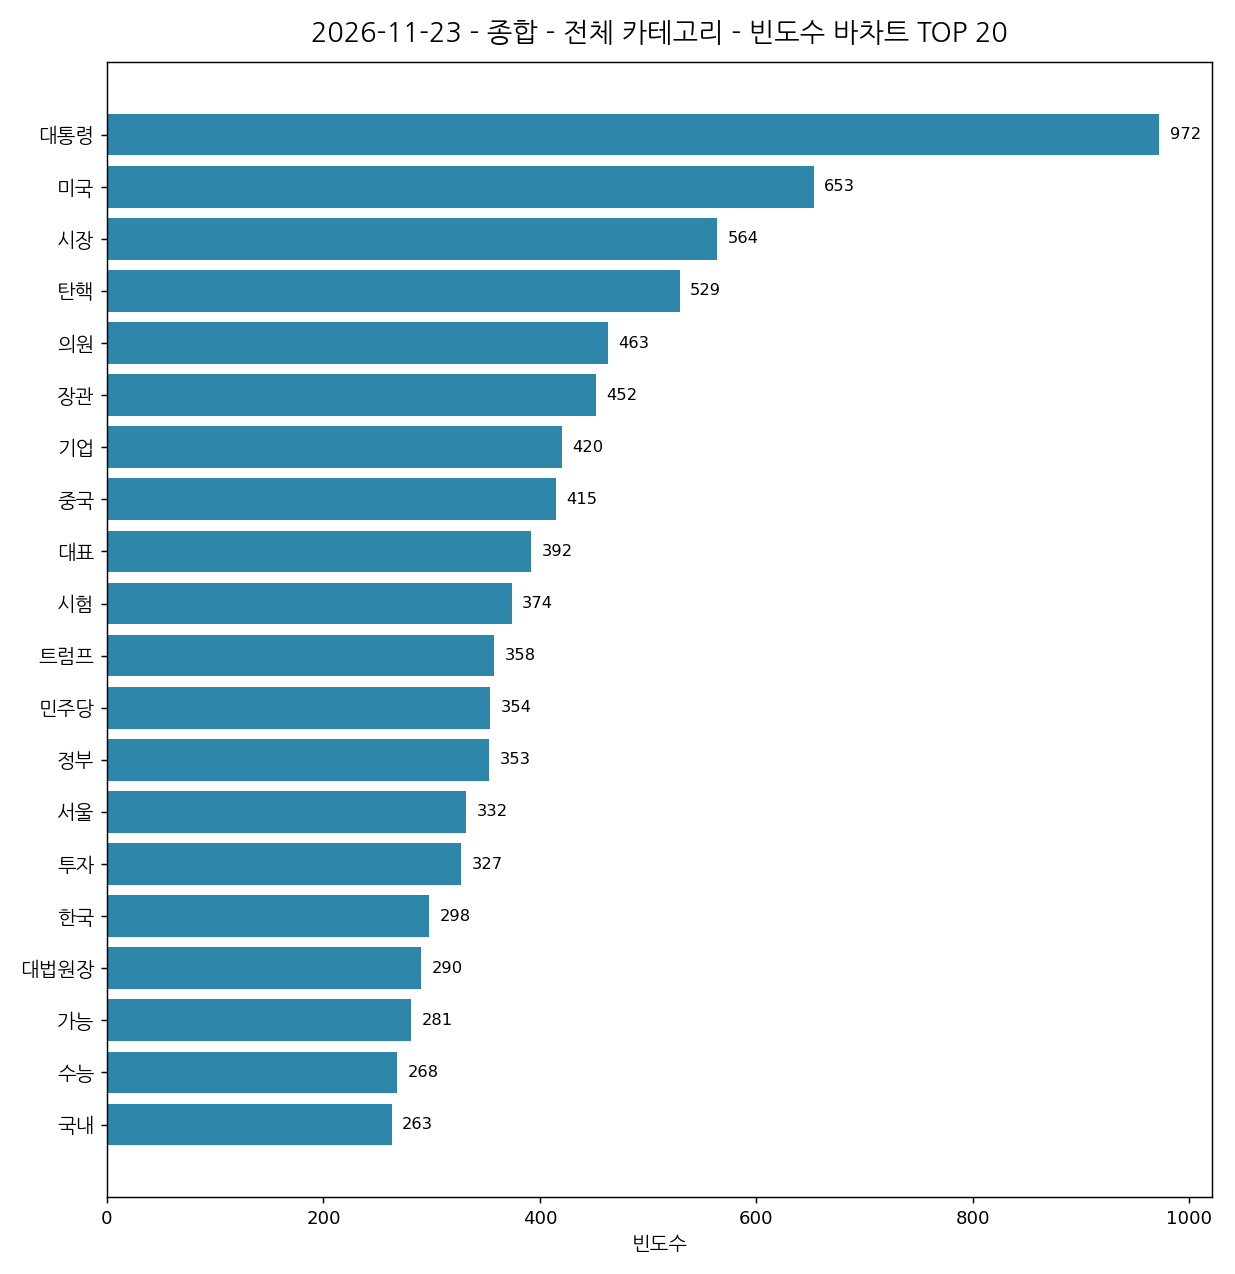 2026-11-23 - 종합 - 전체 카테고리 - 빈도수 바차트 TOP 20
대통령 972
미국 653
시장 564
탄핵 529
의원 463
장관 452
기업 420
중국 415
대표 392
시험 374
트럼프 358
민주당 354
정부 353
서울 332
투자 327
한국 298
대법원장 290
가능 281
수능 268
국내 263
0 200 400 600 800 1000
빈도수